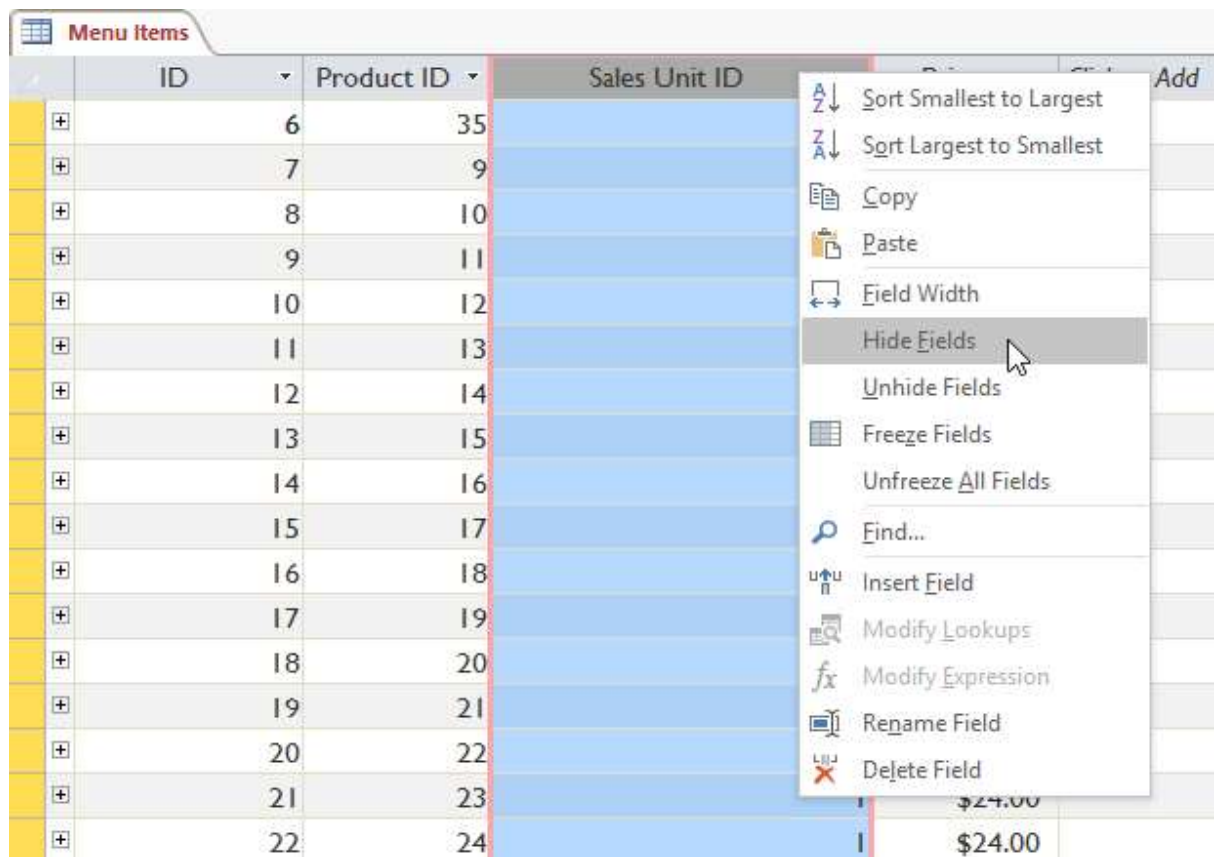 Menu Items
ID Product ID Sales Unit ID Add
6 35
7 9
8 10
9 11
10 12
11 13
12 14
13 15
14 16
15 17
16 18
17 19
18 20
19 21
20 22
21 23 1 $24.00
22 24 1 $24.00
Sort Smallest to Largest
Sort Largest to Smallest
Copy
Paste
Field Width
Hide Fields
Unhide Fields
Freeze Fields
Unfreeze All Fields
Find...
Insert Field
Modify Lookups
Modify Expression
Rename Field
Delete Field